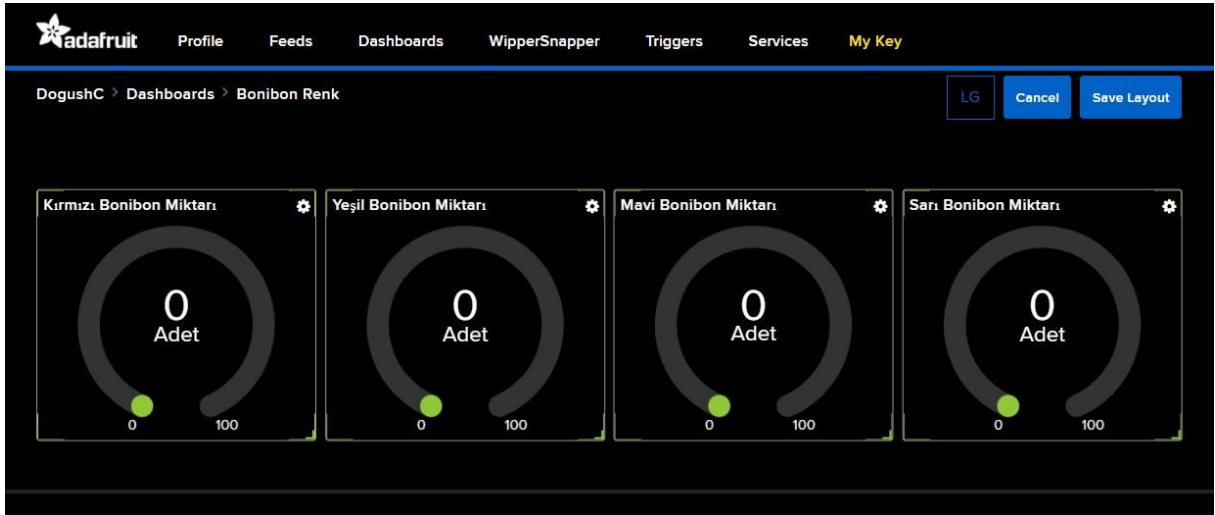 adafruit Profile Feeds Dashboards WipperSnapper Triggers Services My Key
DogushC > Dashboards > Bonibon Renk LG Cancel Save Layout
Kırmızı Bonibon Miktarı
0
Adet
0 100
Yeşil Bonibon Miktarı
0
Adet
0 100
Mavi Bonibon Miktarı
0
Adet
0 100
Sarı Bonibon Miktarı
0
Adet
0 100